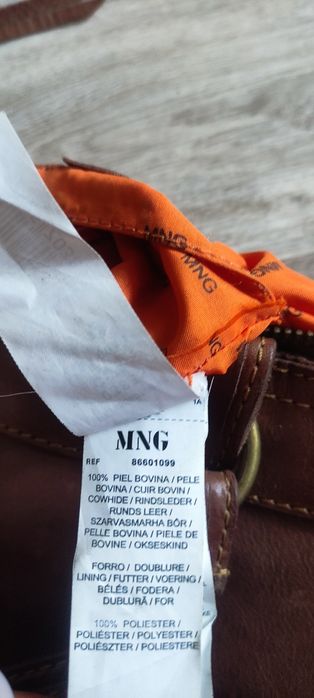 MNG
MNG
MNG
MNG
REF 86601099
100% PIEL BOVINA / PELE
BOVINA / CUIR BOVIN /
COWHIDE / RINDSLEDER /
RUNDS LEER /
SZARVASMARHA BŐR /
PELLE BOVINA / PIELE DE
BOVINE / OKSESKIND
FORRO / DOUBLURE /
LINING / FUTTER / VOERING /
BÉLÉS / FODERA /
DUBLURĂ / FOR
100% POLIESTER /
POLIÉSTER / POLYESTER /
POLIÉSZTER / POLIESTERE